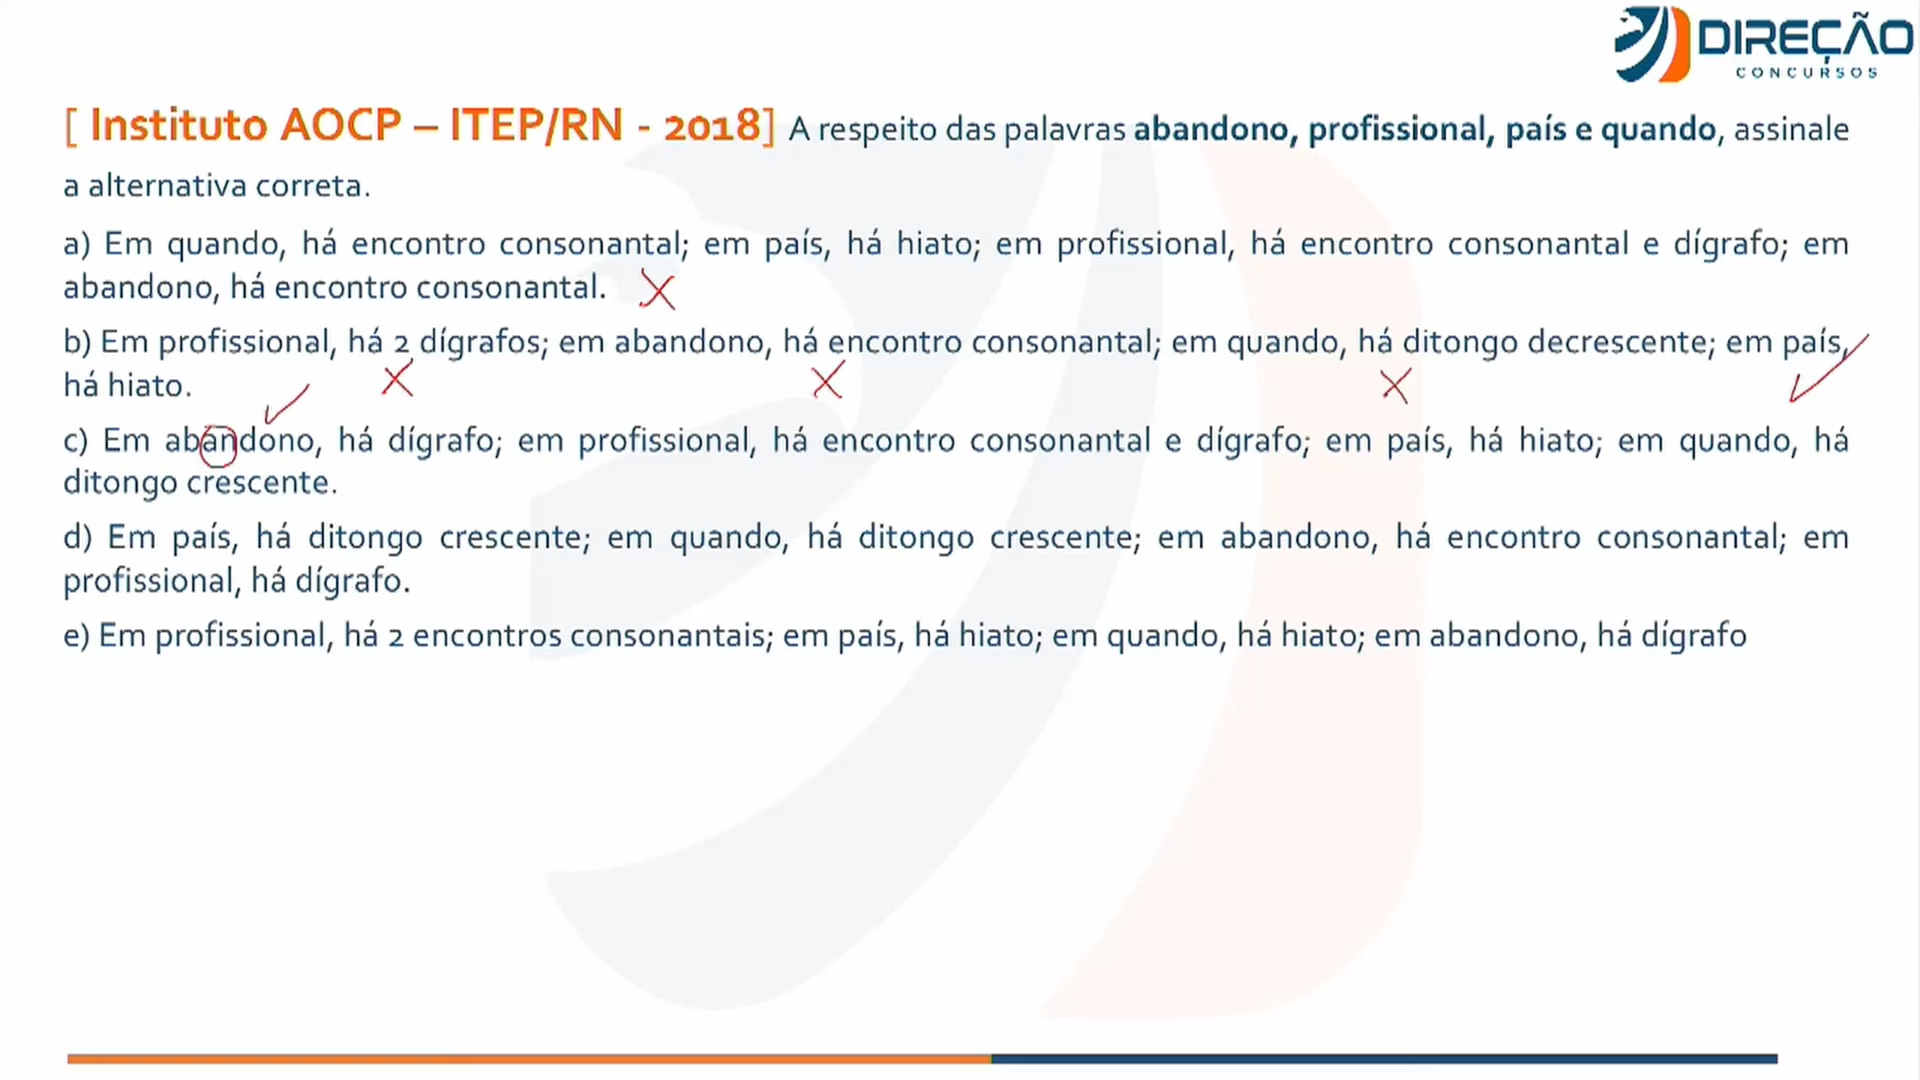 DIREÇÃO
CONCURSOS
[ Instituto AOCP – ITEP/RN - 2018] A respeito das palavras abandono, profissional, país e quando, assinale
a alternativa correta.
a) Em quando, há encontro consonantal; em país, há hiato; em profissional, há encontro consonantal e dígrafo; em
abandono, há encontro consonantal.
b) Em profissional, há 2 dígrafos; em abandono, há encontro consonantal; em quando, há ditongo decrescente; em país,
há hiato.
c) Em abandono, há dígrafo; em profissional, há encontro consonantal e dígrafo; em país, há hiato; em quando, há
ditongo crescente.
d) Em país, há ditongo crescente; em quando, há ditongo crescente; em abandono, há encontro consonantal; em
profissional, há dígrafo.
e) Em profissional, há 2 encontros consonantais; em país, há hiato; em quando, há hiato; em abandono, há dígrafo